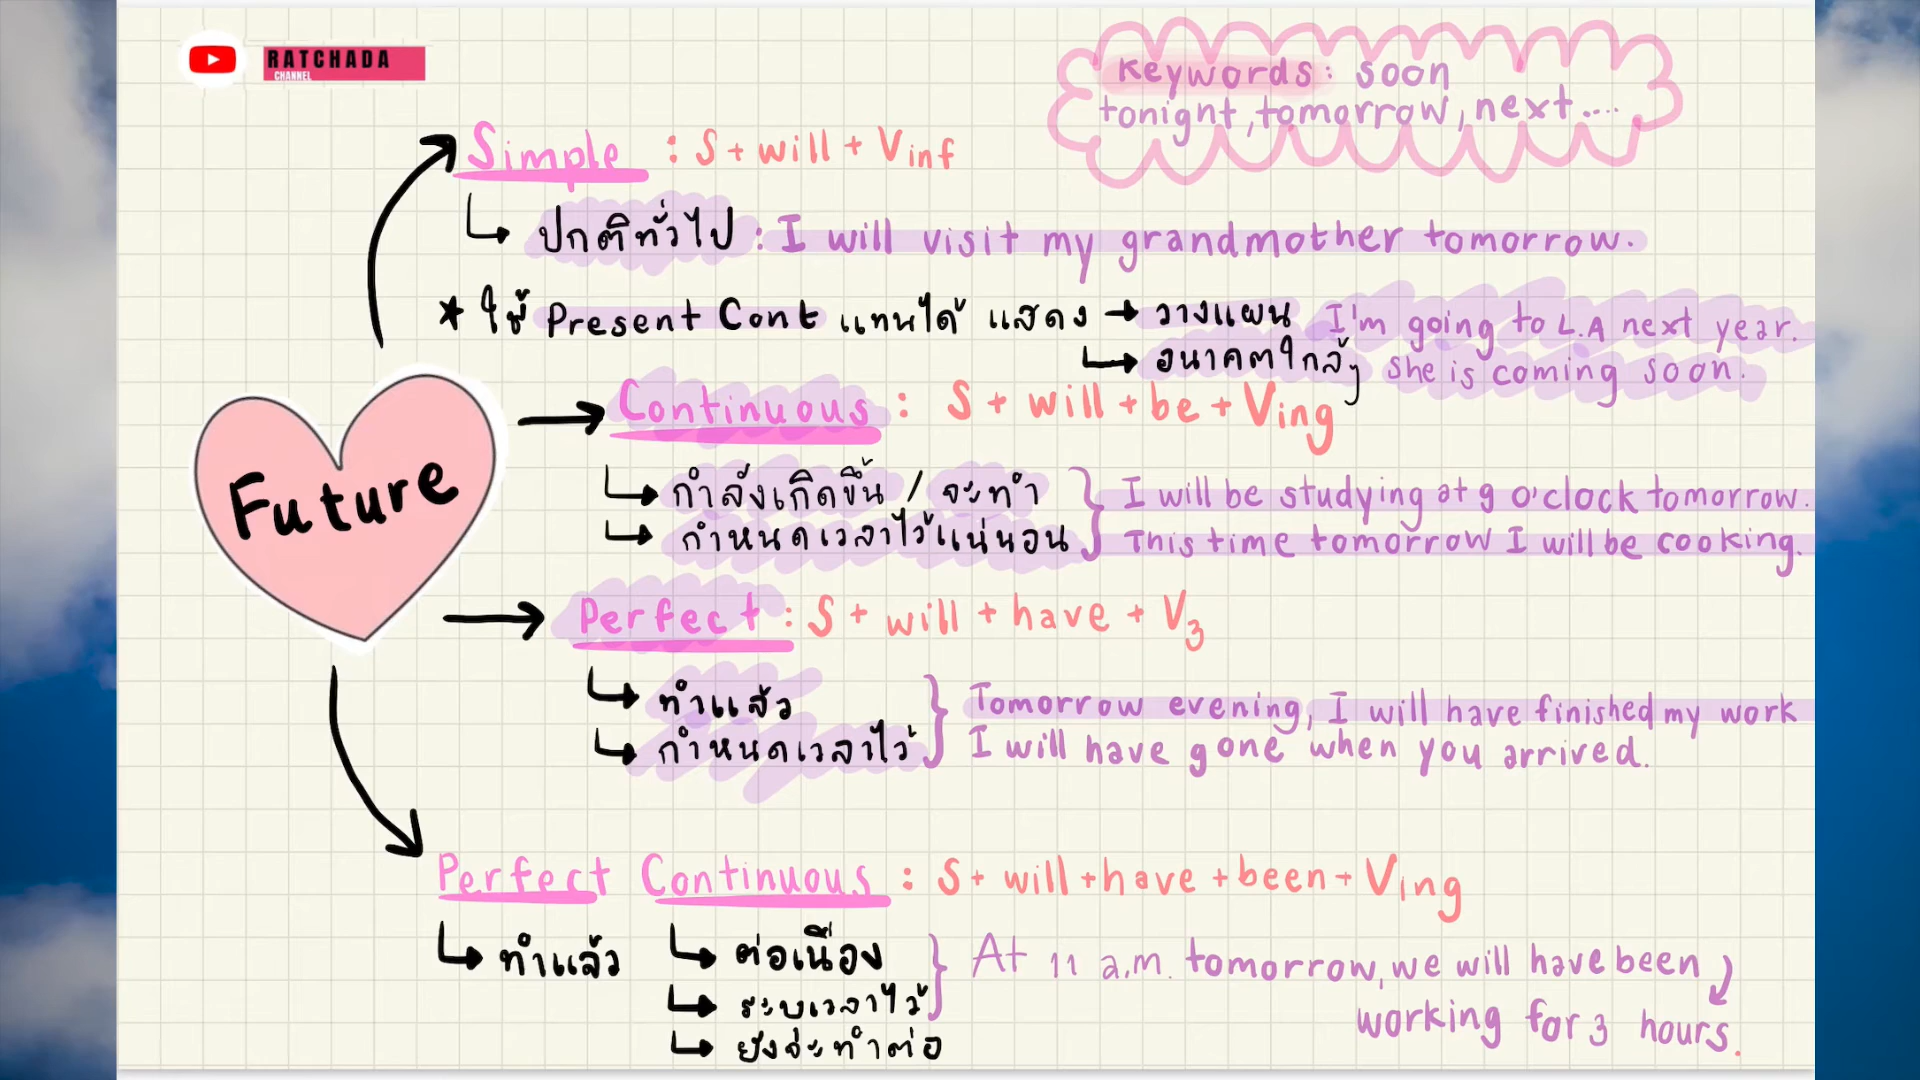 RATCHADA
CHANNEL
Keywords: soon
tonight, tomorrow, next....
Simple : S + will + Vinf
ปกติทั่วไป : I will visit my grandmother tomorrow.
* ใช้ Present Cont แทนได้ แสดง → วางแผน I'm going to L.A next year.
อนาคตใกล้ๆ she is coming soon.
Future
Continuous : S + will + be + Ving
กำลังเกิดขึ้น / จะทำ
กำหนดเวลาไว้แน่นอน
I will be studying at 9 o'clock tomorrow.
This time tomorrow I will be cooking.
Perfect : S + will + have + V3
ทำแล้ว
กำหนดเวลาไว้
Tomorrow evening, I will have finished my work
I will have gone when you arrived.
Perfect Continuous : S + will + have + been + Ving
ทำแล้ว
ต่อเนื่อง
ระบุเวลาไว้
ยังจะทำต่อ
At 11 a.m. tomorrow, we will have been
working for 3 hours.